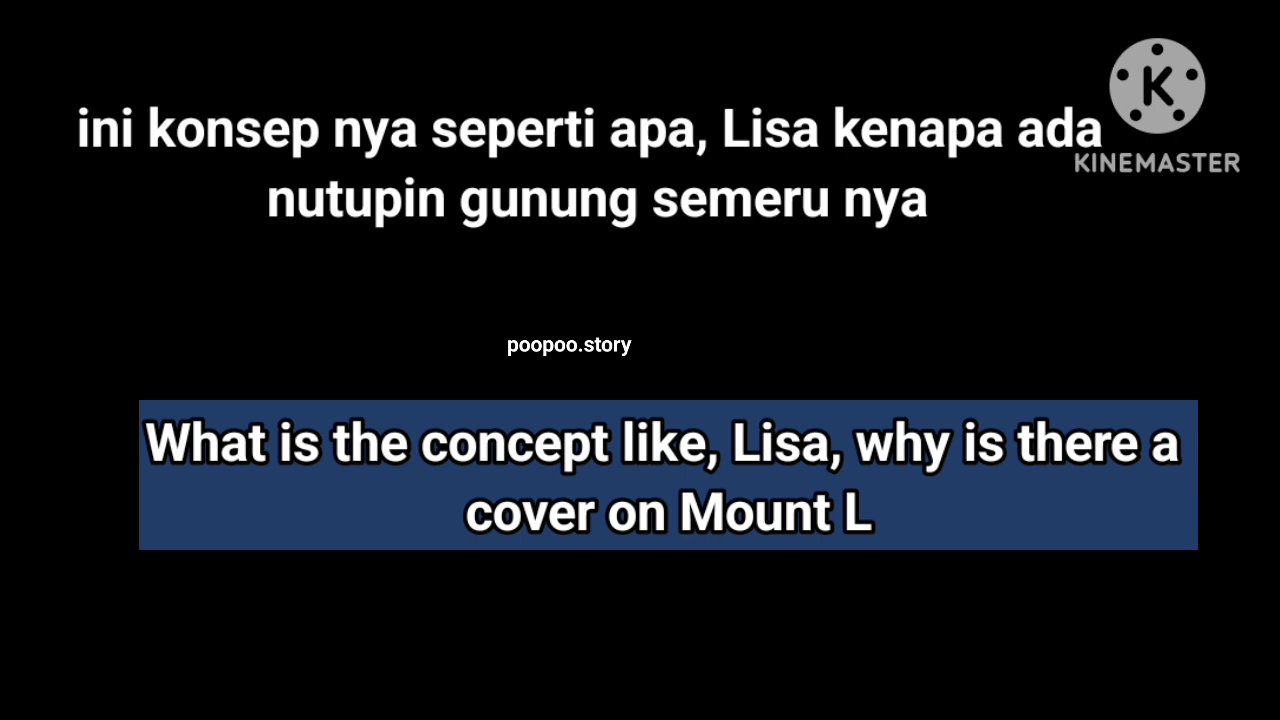 ini konsep nya seperti apa, Lisa kenapa ada
nutupin gunung semeru nya
KINEMASTER
poopoo.story
What is the concept like, Lisa, why is there a
cover on Mount L